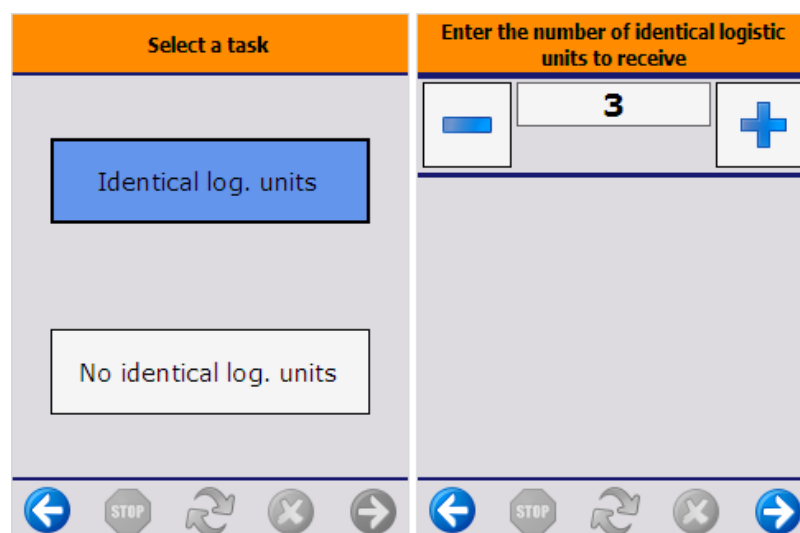 Select a task
Identical log. units
No identical log. units
STOP
Enter the number of identical logistic
units to receive
3
STOP